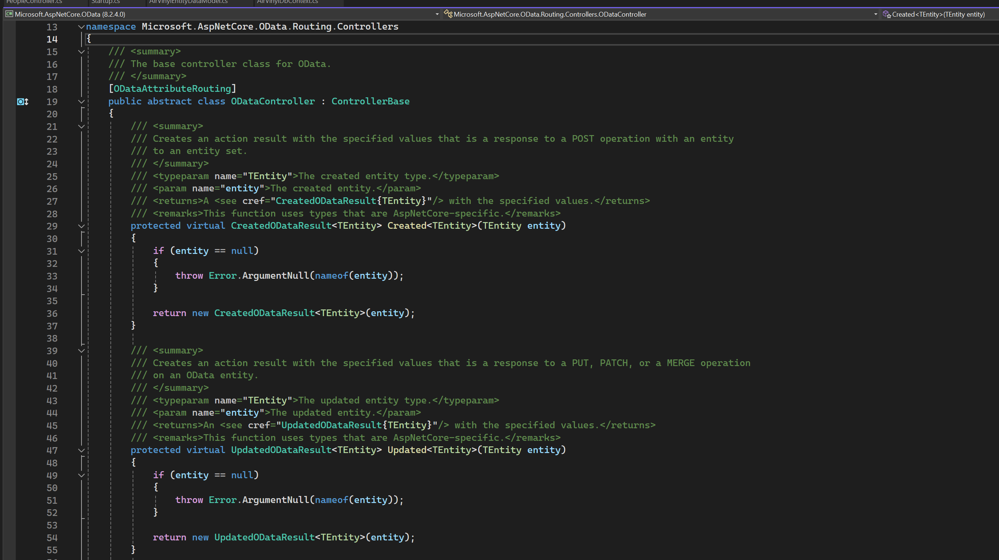 PeopleController.cs Startup.cs AirVinylEntityDataModel.cs AirVinylDbContext.cs
C# Microsoft.AspNetCore.OData (8.2.4.0) Microsoft.AspNetCore.OData.Routing.Controllers.ODataController Created<TEntity>(TEntity entity)
13 namespace Microsoft.AspNetCore.OData.Routing.Controllers
14 {
15 /// <summary>
16 /// The base controller class for OData.
17 /// </summary>
18 [ODataAttributeRouting]
19 public abstract class ODataController : ControllerBase
20 {
21 /// <summary>
22 /// Creates an action result with the specified values that is a response to a POST operation with an entity
23 /// to an entity set.
24 /// </summary>
25 /// <typeparam name="TEntity">The created entity type.</typeparam>
26 /// <param name="entity">The created entity.</param>
27 /// <returns>A <see cref="CreatedODataResult{TEntity}"/> with the specified values.</returns>
28 /// <remarks>This function uses types that are AspNetCore-specific.</remarks>
29 protected virtual CreatedODataResult<TEntity> Created<TEntity>(TEntity entity)
30 {
31 if (entity == null)
32 {
33 throw Error.ArgumentNull(nameof(entity));
34 }
35
36 return new CreatedODataResult<TEntity>(entity);
37 }
38
39 /// <summary>
40 /// Creates an action result with the specified values that is a response to a PUT, PATCH, or a MERGE operation
41 /// on an OData entity.
42 /// </summary>
43 /// <typeparam name="TEntity">The updated entity type.</typeparam>
44 /// <param name="entity">The updated entity.</param>
45 /// <returns>An <see cref="UpdatedODataResult{TEntity}"/> with the specified values.</returns>
46 /// <remarks>This function uses types that are AspNetCore-specific.</remarks>
47 protected virtual UpdatedODataResult<TEntity> Updated<TEntity>(TEntity entity)
48 {
49 if (entity == null)
50 {
51 throw Error.ArgumentNull(nameof(entity));
52 }
53
54 return new UpdatedODataResult<TEntity>(entity);
55 }